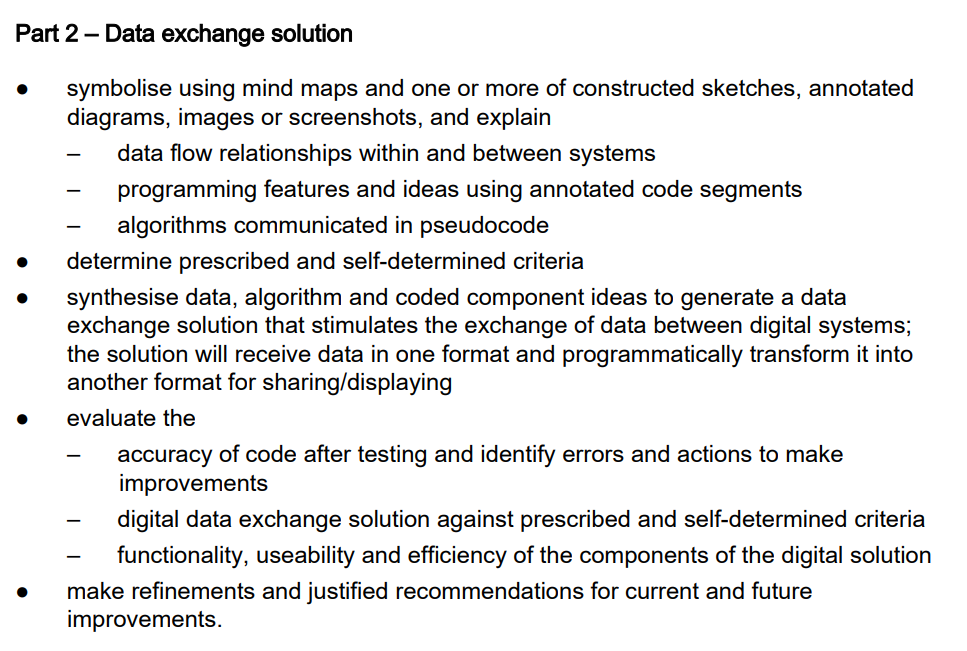 Part 2 – Data exchange solution
● symbolise using mind maps and one or more of constructed sketches, annotated
diagrams, images or screenshots, and explain
– data flow relationships within and between systems
– programming features and ideas using annotated code segments
– algorithms communicated in pseudocode
● determine prescribed and self-determined criteria
● synthesise data, algorithm and coded component ideas to generate a data
exchange solution that stimulates the exchange of data between digital systems;
the solution will receive data in one format and programmatically transform it into
another format for sharing/displaying
● evaluate the
– accuracy of code after testing and identify errors and actions to make
improvements
– digital data exchange solution against prescribed and self-determined criteria
– functionality, useability and efficiency of the components of the digital solution
● make refinements and justified recommendations for current and future
improvements.